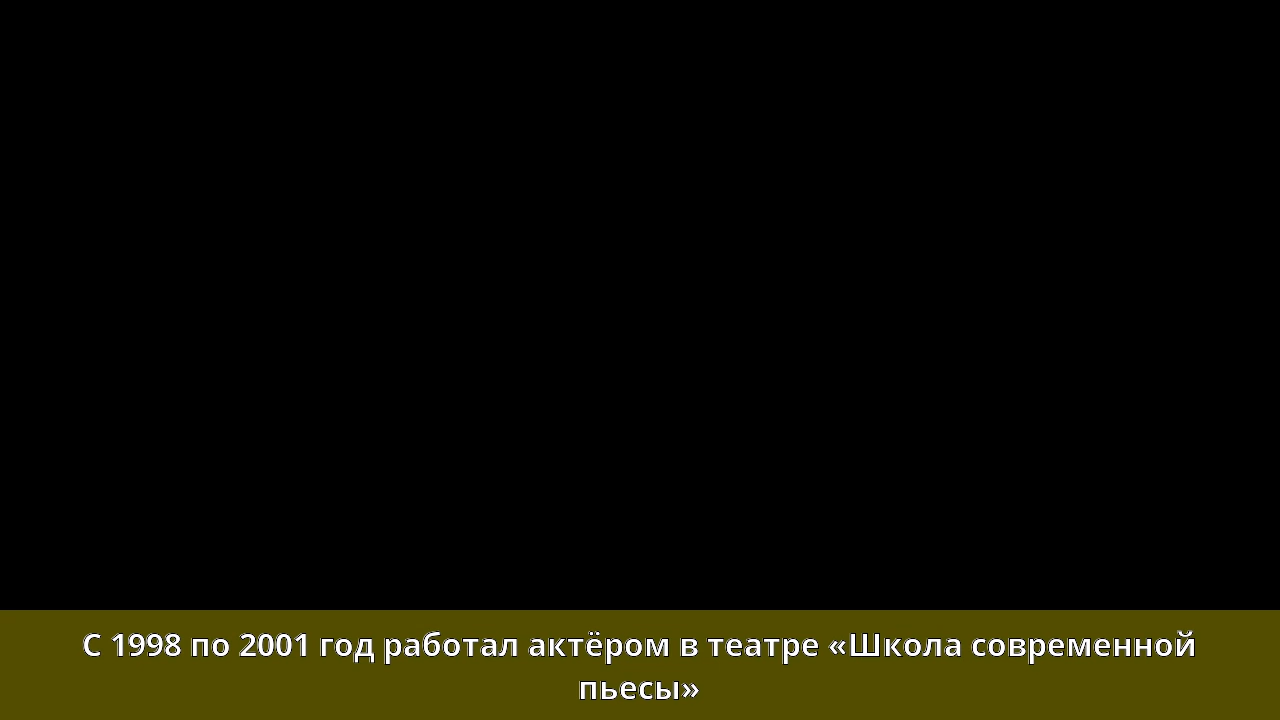 С 1998 по 2001 год работал актёром в театре «Школа современной
пьесы»